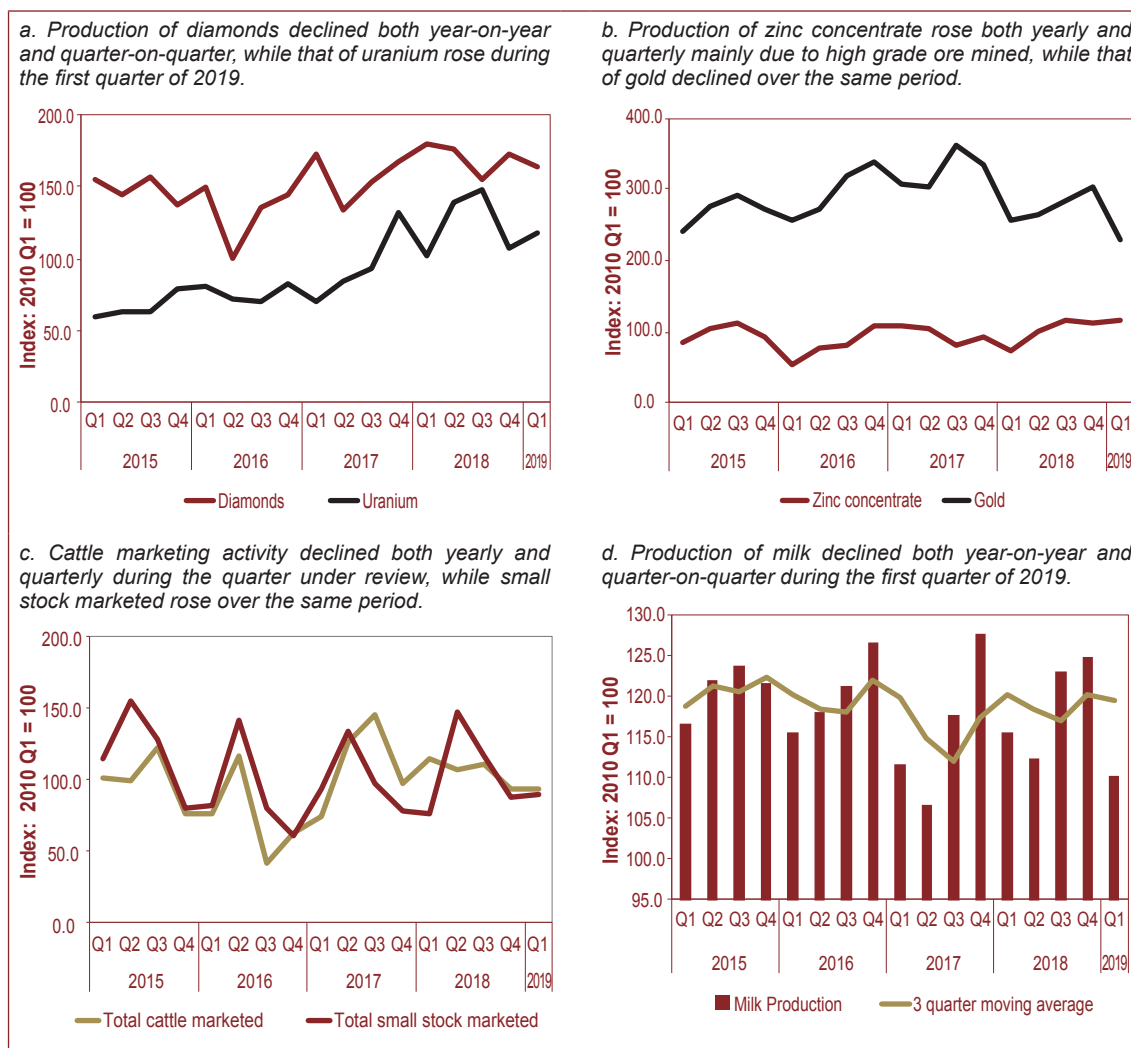 a. Production of diamonds declined both year-on-year
and quarter-on-quarter, while that of uranium rose during
the first quarter of 2019.
200.0
150.0
100.0
50.0
0.0
Index: 2010 Q1 = 100
Q1 Q2 Q3 Q4 Q1 Q2 Q3 Q4 Q1 Q2 Q3 Q4 Q1 Q2 Q3 Q4 Q1
2015 2016 2017 2018 2019
Diamonds Uranium
b. Production of zinc concentrate rose both yearly and
quarterly mainly due to high grade ore mined, while that
of gold declined over the same period.
400.0
300.0
200.0
100.0
0.0
Index: 2010 Q1 = 100
Q1 Q2 Q3 Q4 Q1 Q2 Q3 Q4 Q1 Q2 Q3 Q4 Q1 Q2 Q3 Q4 Q1
2015 2016 2017 2018 2019
Zinc concentrate Gold
c. Cattle marketing activity declined both yearly and
quarterly during the quarter under review, while small
stock marketed rose over the same period.
200.0
150.0
100.0
50.0
0.0
Index: 2010 Q1 = 100
Q1 Q2 Q3 Q4 Q1 Q2 Q3 Q4 Q1 Q2 Q3 Q4 Q1 Q2 Q3 Q4 Q1
2015 2016 2017 2018 2019
Total cattle marketed Total small stock marketed
d. Production of milk declined both year-on-year and
quarter-on-quarter during the first quarter of 2019.
130.0
125.0
120.0
115.0
110.0
105.0
100.0
95.0
Index: 2010 Q1 = 100
Q1 Q2 Q3 Q4 Q1 Q2 Q3 Q4 Q1 Q2 Q3 Q4 Q1 Q2 Q3 Q4 Q1
2015 2016 2017 2018 2019
Milk Production 3 quarter moving average